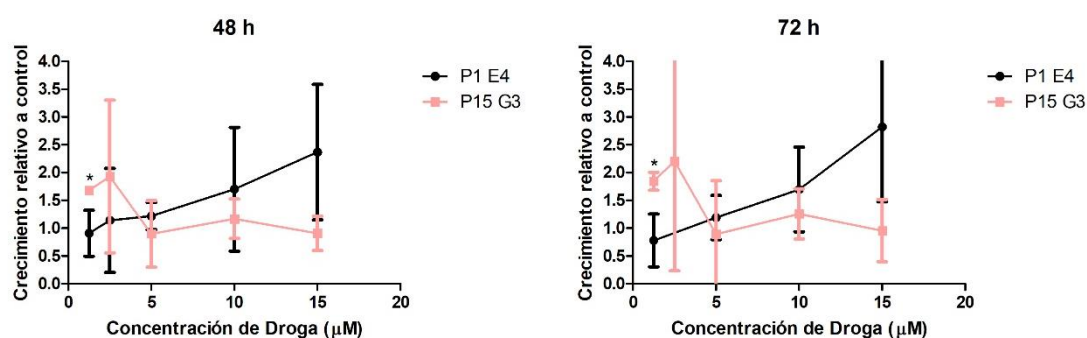 48 h
Crecimiento relativo a control
4.0
3.5
3.0
2.5
2.0
1.5
1.0
0.5
0.0
*
0 5 10 15 20
Concentración de Droga (μM)
P1 E4
P15 G3
72 h
Crecimiento relativo a control
4.0
3.5
3.0
2.5
2.0
1.5
1.0
0.5
0.0
*
0 5 10 15 20
Concentración de Droga (μM)
P1 E4
P15 G3